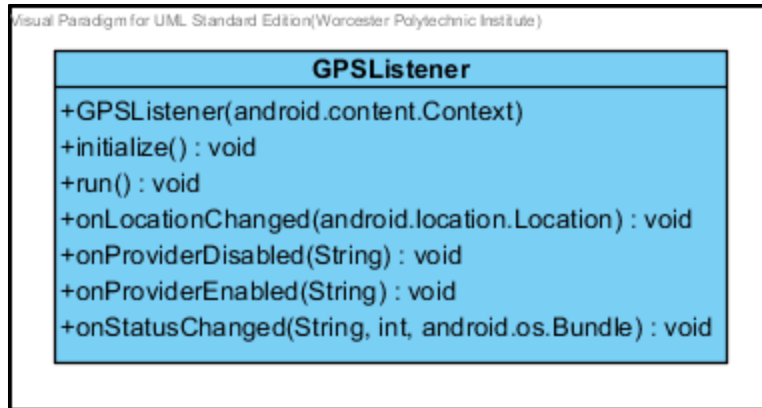 Visual Paradigm for UML Standard Edition(Worcester Polytechnic Institute)
GPSListener
+GPSListener(android.content.Context)
+initialize() : void
+run() : void
+onLocationChanged(android.location.Location) : void
+onProviderDisabled(String) : void
+onProviderEnabled(String) : void
+onStatusChanged(String, int, android.os.Bundle) : void